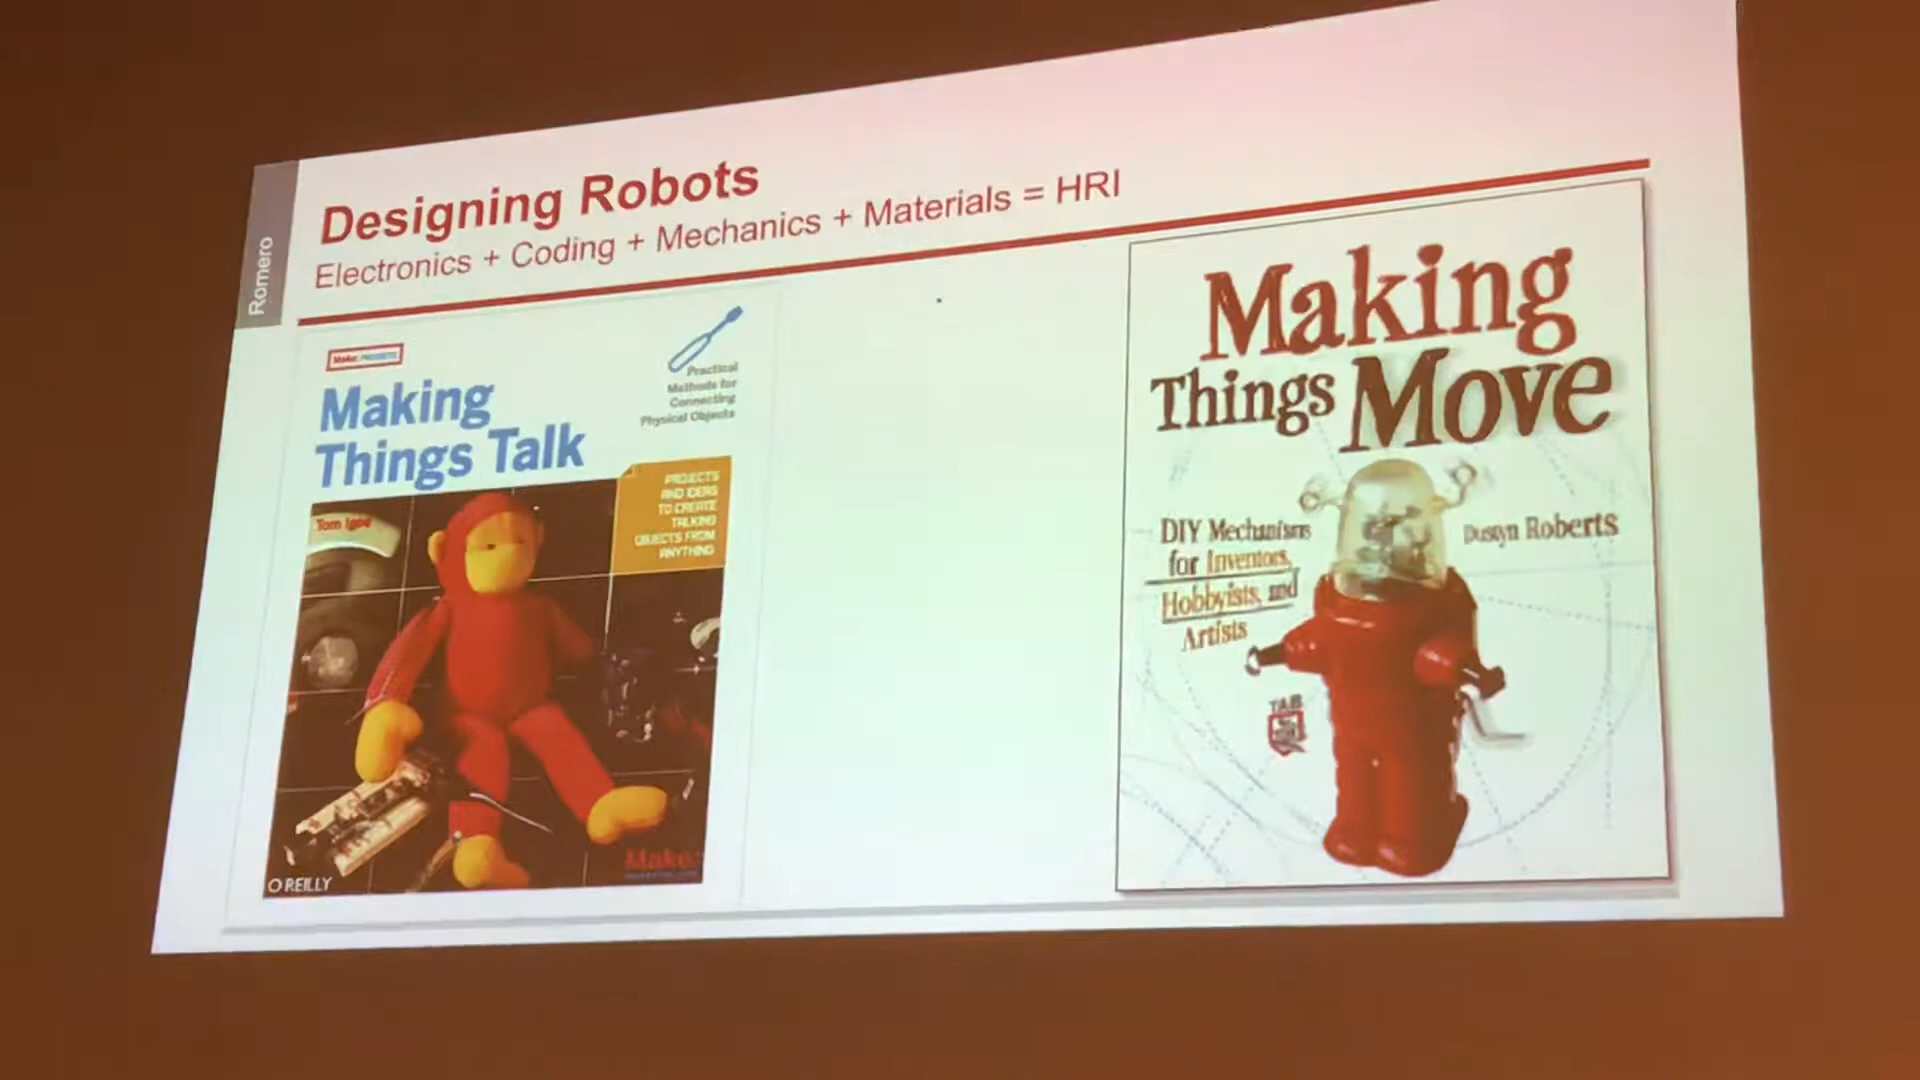 Romero
Designing Robots
Electronics + Coding + Mechanics + Materials = HRI
Make: PROJECTS
Making
Things Talk
Practical
Methods for
Connecting
Physical Objects
PROJECTS
AND IDEAS
TO CREATE
TALKING
OBJECTS FROM
ANYTHING
Tom Igoe
Make:
O REILLY
Making
Things Move
DIY Mechanisms
for Inventors,
Hobbyists, and
Artists
Dustyn Roberts
TAB